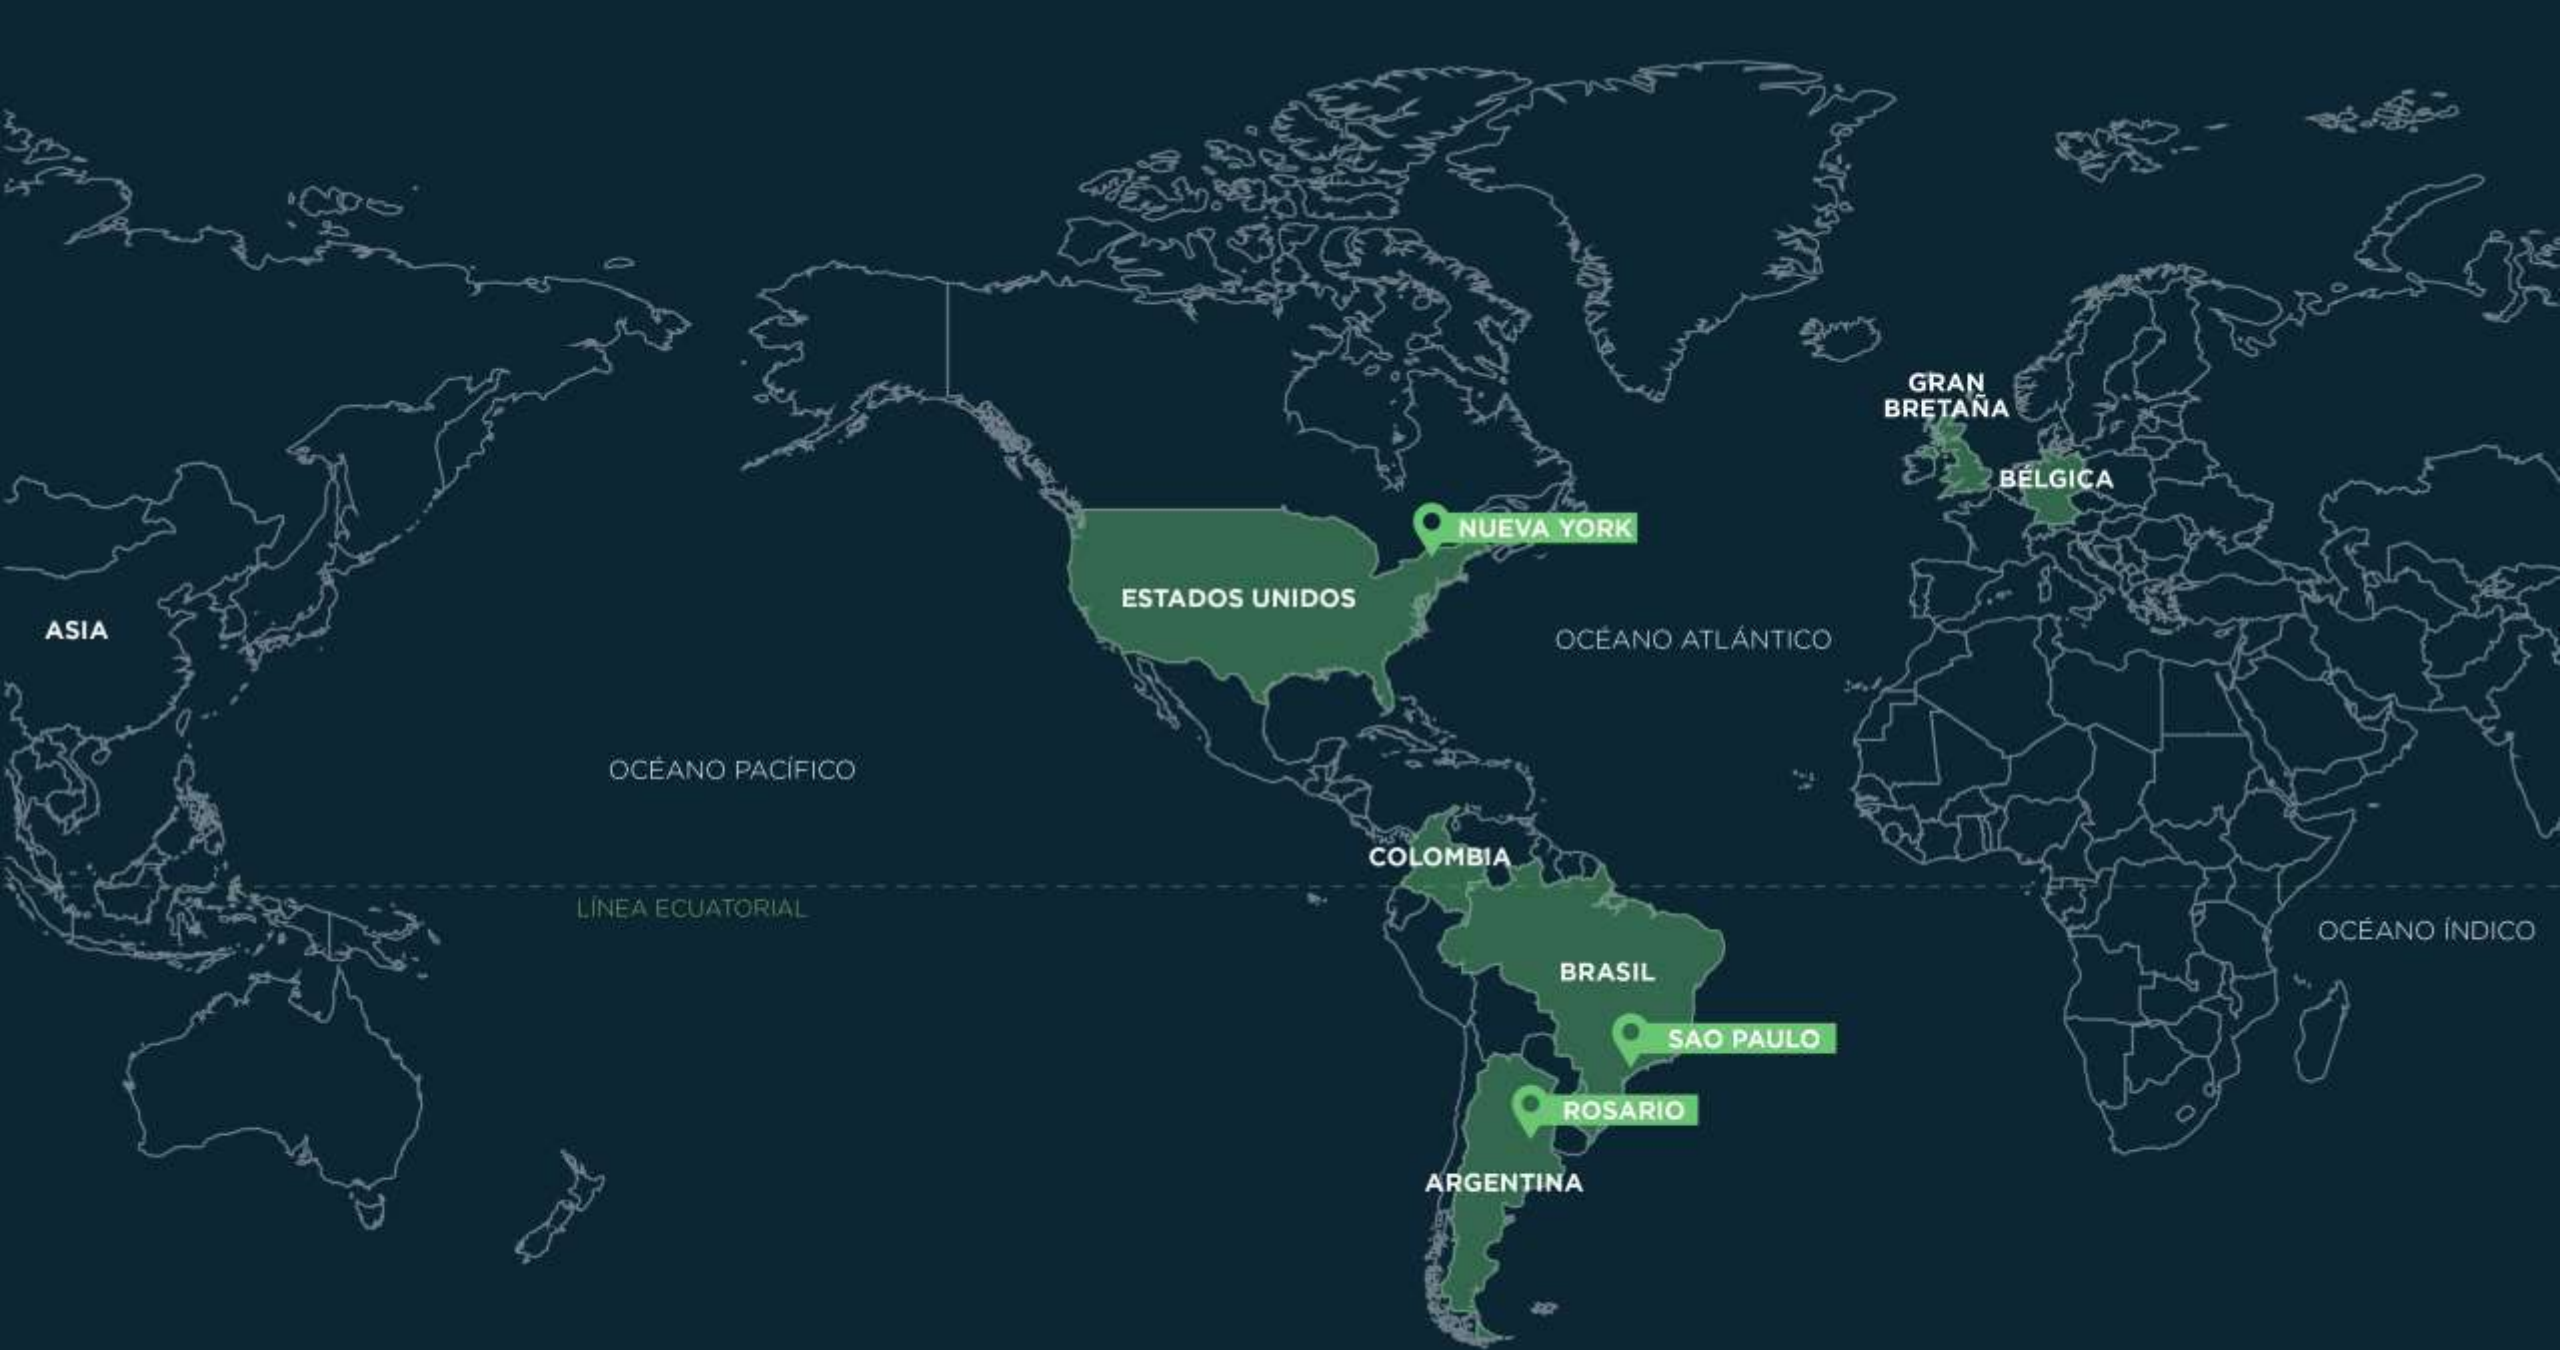 GRAN
BRETAÑA
BÉLGICA
NUEVA YORK
ESTADOS UNIDOS
ASIA
OCÉANO ATLÁNTICO
OCÉANO PACÍFICO
COLOMBIA
LÍNEA ECUATORIAL
OCÉANO ÍNDICO
BRASIL
SAO PAULO
ROSARIO
ARGENTINA